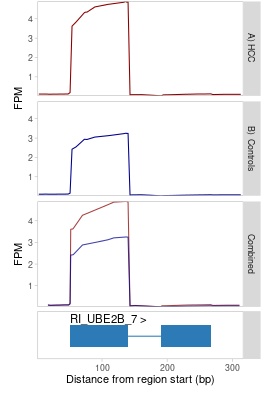 4
3
2
1
A) HCC
FPM
4
3
2
1
B) Controls
4
3
2
1
FPM
Combined
RI_UBE2B_7 >
100 200 300
Distance from region start (bp)